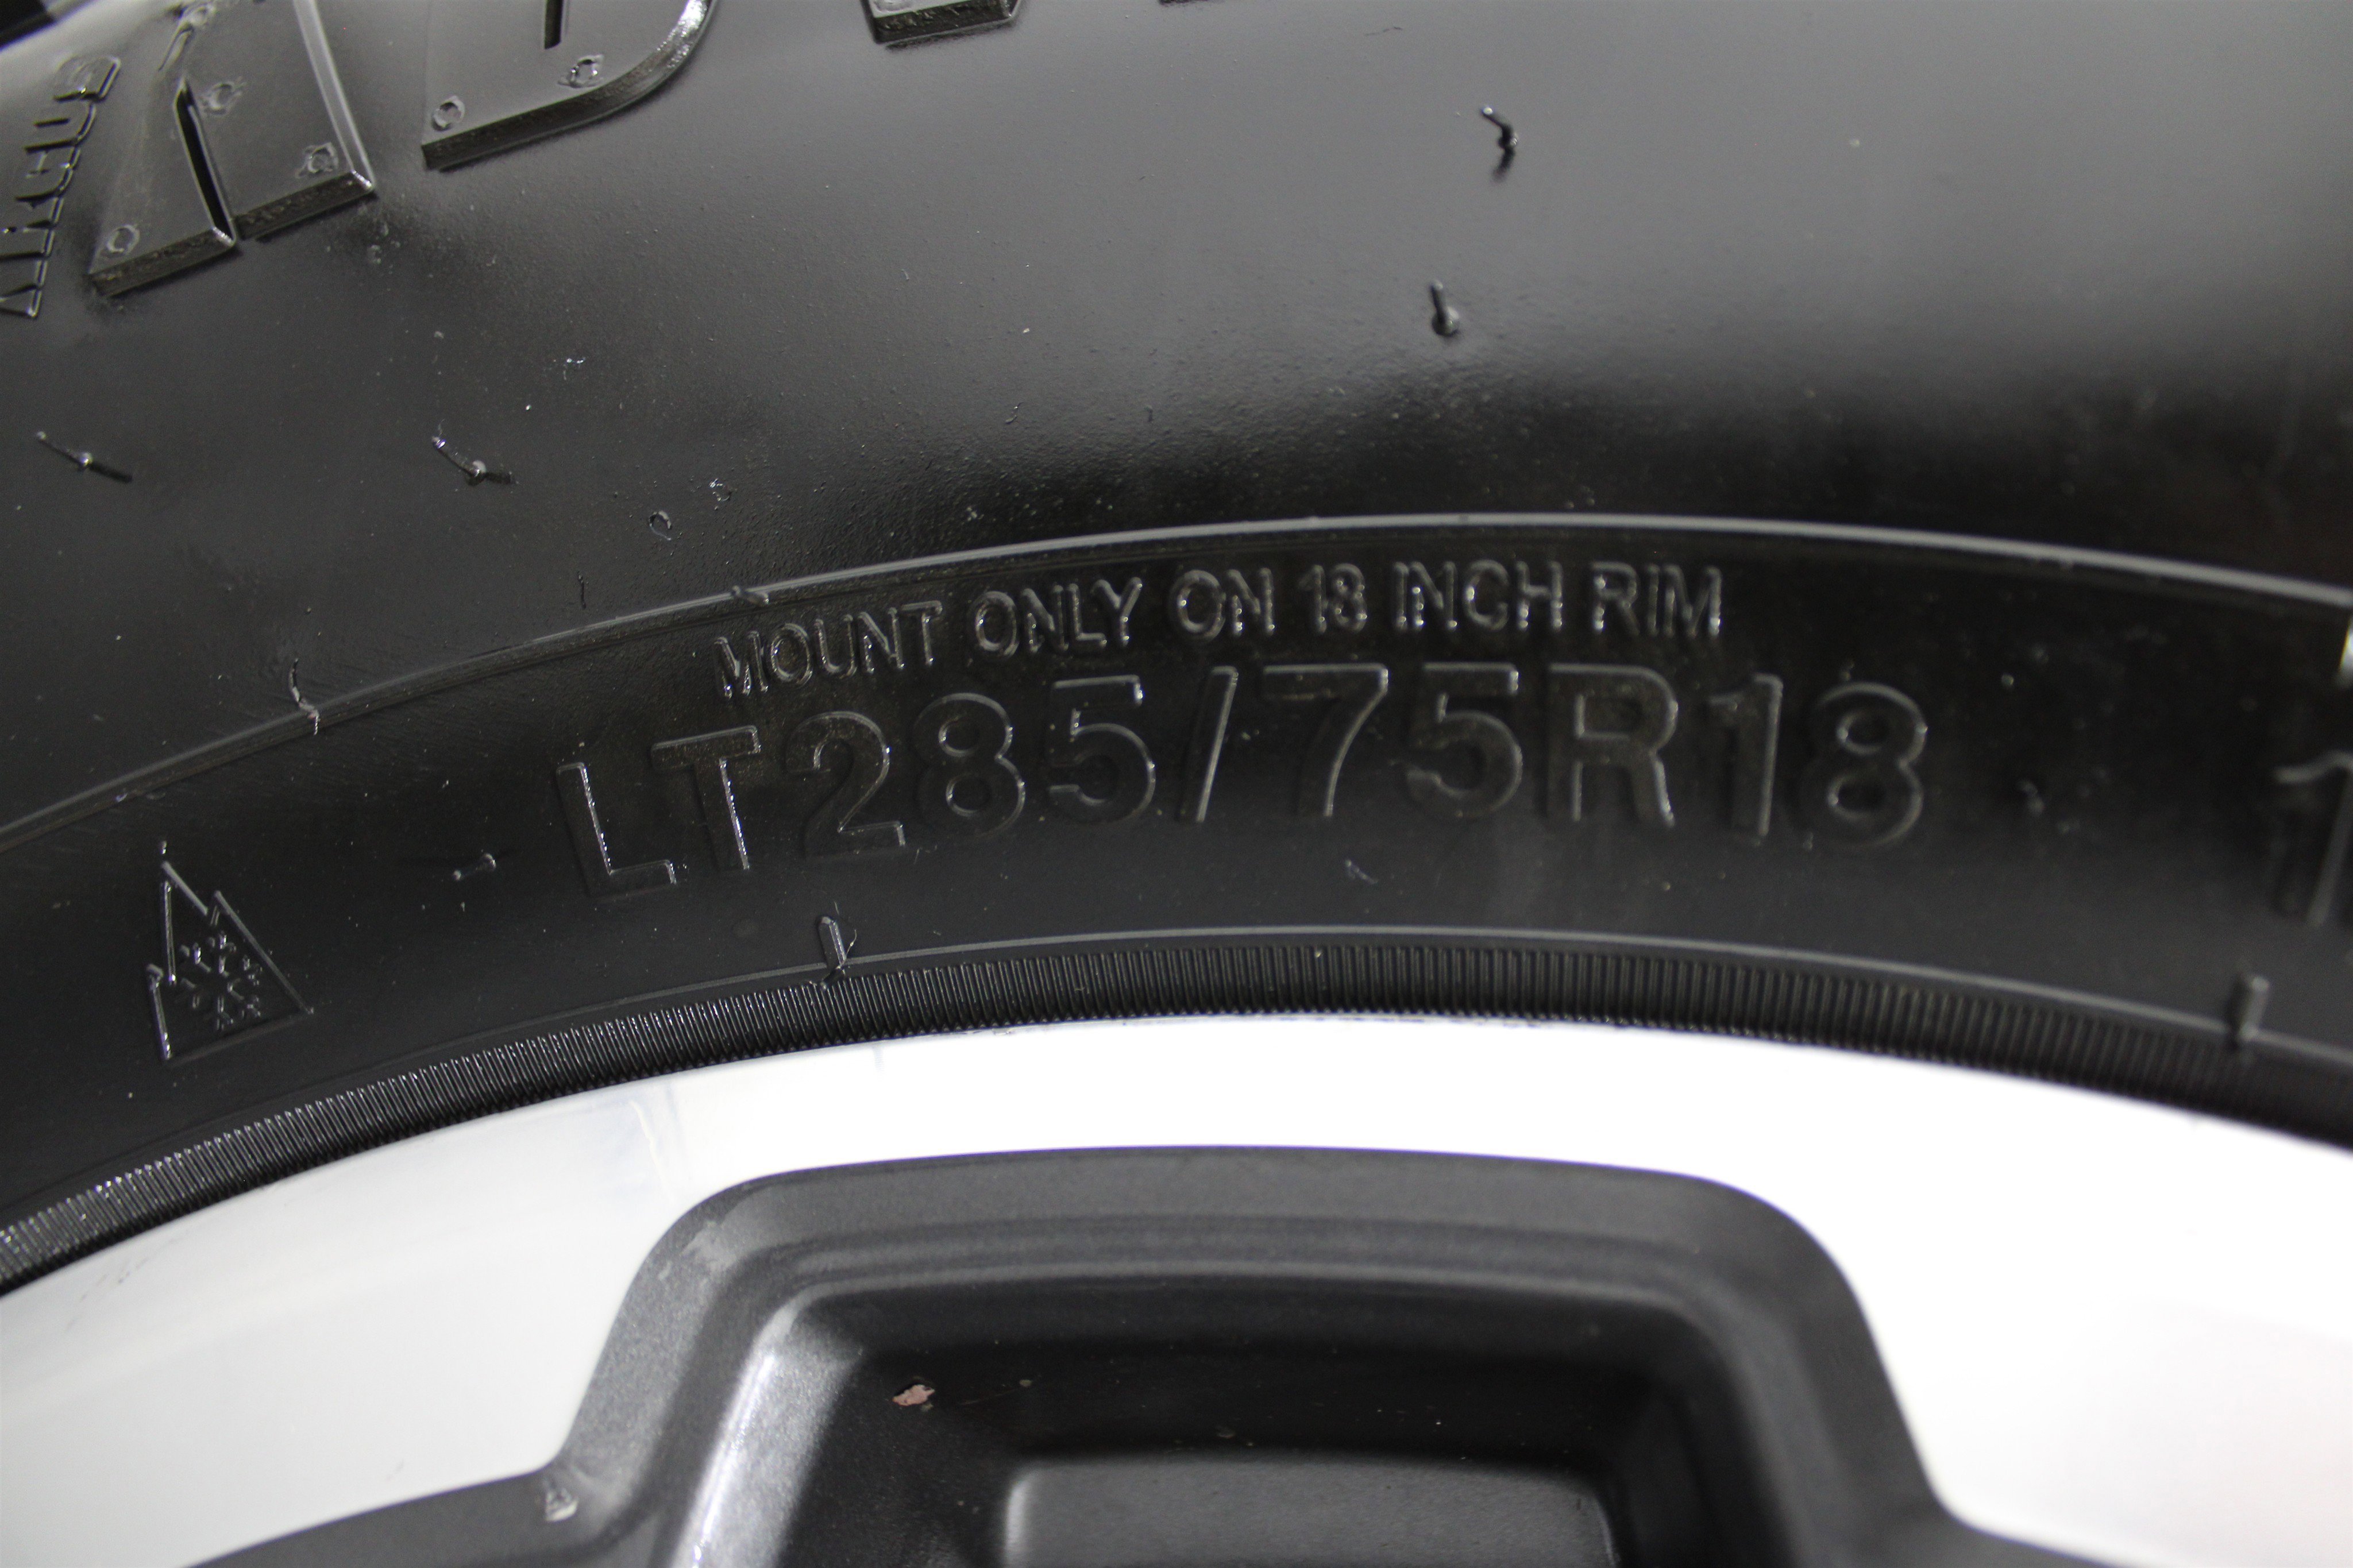 MOUNT ONLY ON 18 INCH RIM
LT285/75R18